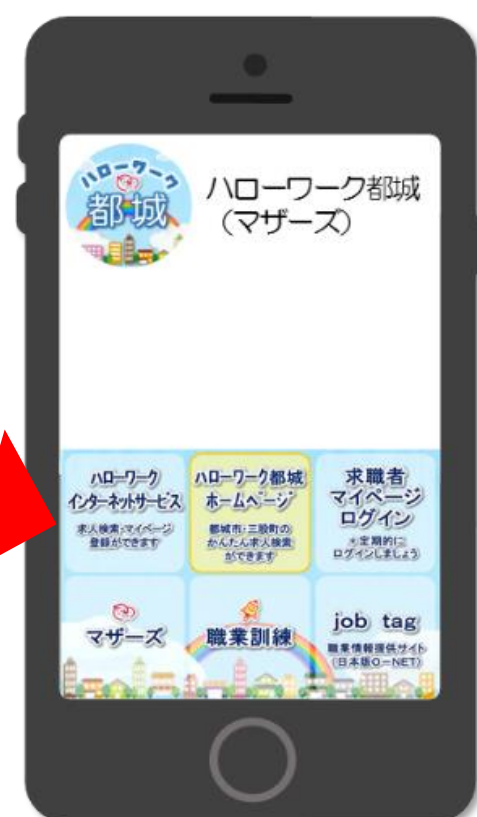 ハローワーク
都城
ハローワーク都城
（マザーズ）
ハローワーク
インターネットサービス
求人検索・マイページ
登録ができます
ハローワーク都城
ホームページ
都城市・三股町の
かんたん求人検索
ができます
求職者
マイページ
ログイン
＊定期的に
ログインしましょう
マザーズ
職業訓練
job tag
職業情報提供サイト
（日本版O－NET）